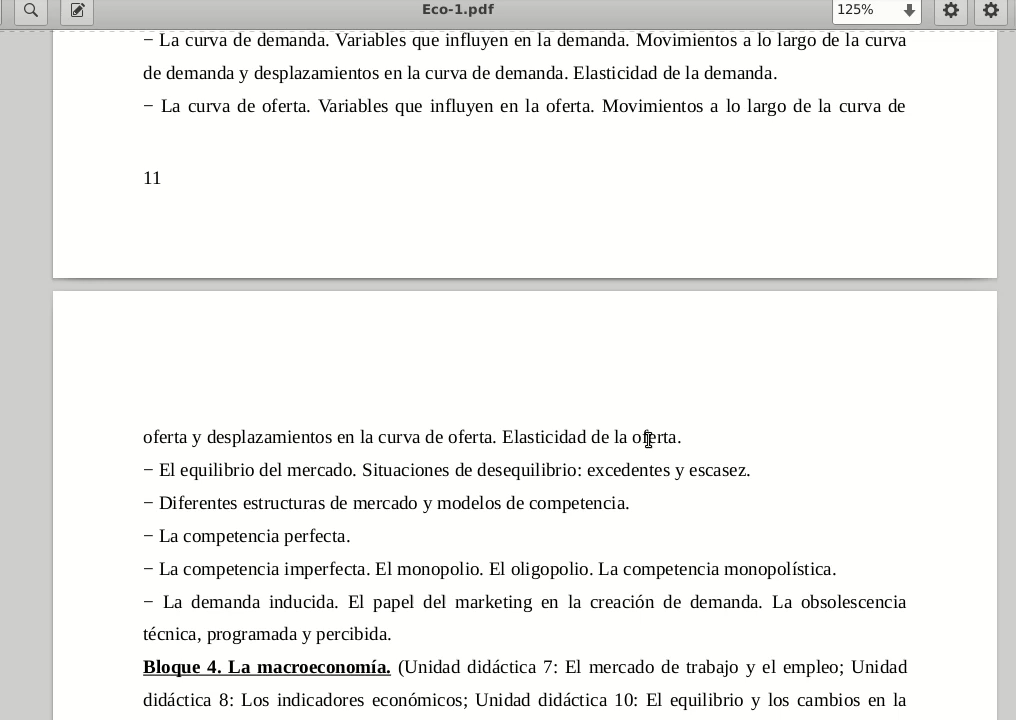 Eco-1.pdf
125%
− La curva de demanda. Variables que influyen en la demanda. Movimientos a lo largo de la curva
de demanda y desplazamientos en la curva de demanda. Elasticidad de la demanda.
− La curva de oferta. Variables que influyen en la oferta. Movimientos a lo largo de la curva de
11
oferta y desplazamientos en la curva de oferta. Elasticidad de la oferta.
− El equilibrio del mercado. Situaciones de desequilibrio: excedentes y escasez.
− Diferentes estructuras de mercado y modelos de competencia.
− La competencia perfecta.
− La competencia imperfecta. El monopolio. El oligopolio. La competencia monopolística.
− La demanda inducida. El papel del marketing en la creación de demanda. La obsolescencia
técnica, programada y percibida.
Bloque 4. La macroeconomía. (Unidad didáctica 7: El mercado de trabajo y el empleo; Unidad
didáctica 8: Los indicadores económicos; Unidad didáctica 10: El equilibrio y los cambios en la